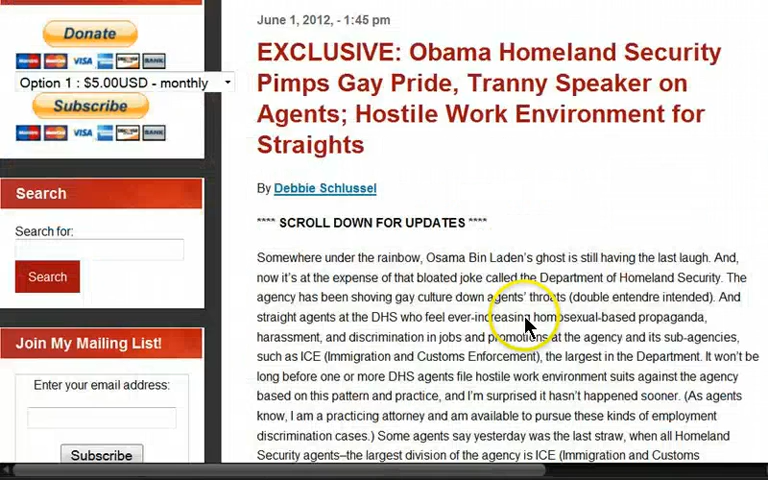 Donate
VISA
BANK
Option 1 : $5.00USD - monthly
Subscribe
VISA
BANK
Search
Search for:
Search
Join My Mailing List!
Enter your email address:
Subscribe
June 1, 2012, - 1:45 pm
EXCLUSIVE: Obama Homeland Security
Pimps Gay Pride, Tranny Speaker on
Agents; Hostile Work Environment for
Straights
By Debbie Schlussel
**** SCROLL DOWN FOR UPDATES ****
Somewhere under the rainbow, Osama Bin Laden's ghost is still having the last laugh. And,
now it's at the expense of that bloated joke called the Department of Homeland Security. The
agency has been shoving gay culture down agents' throats (double entendre intended). And
straight agents at the DHS who feel ever-increasing homosexual-based propaganda,
harassment, and discrimination in jobs and promotions at the agency and its sub-agencies,
such as ICE (Immigration and Customs Enforcement), the largest in the Department. It won't be
long before one or more DHS agents file hostile work environment suits against the agency
based on this pattern and practice, and I'm surprised it hasn't happened sooner. (As agents
know, I am a practicing attorney and am available to pursue these kinds of employment
discrimination cases.) Some agents say yesterday was the last straw, when all Homeland
Security agents–the largest division of the agency is ICE (Immigration and Customs